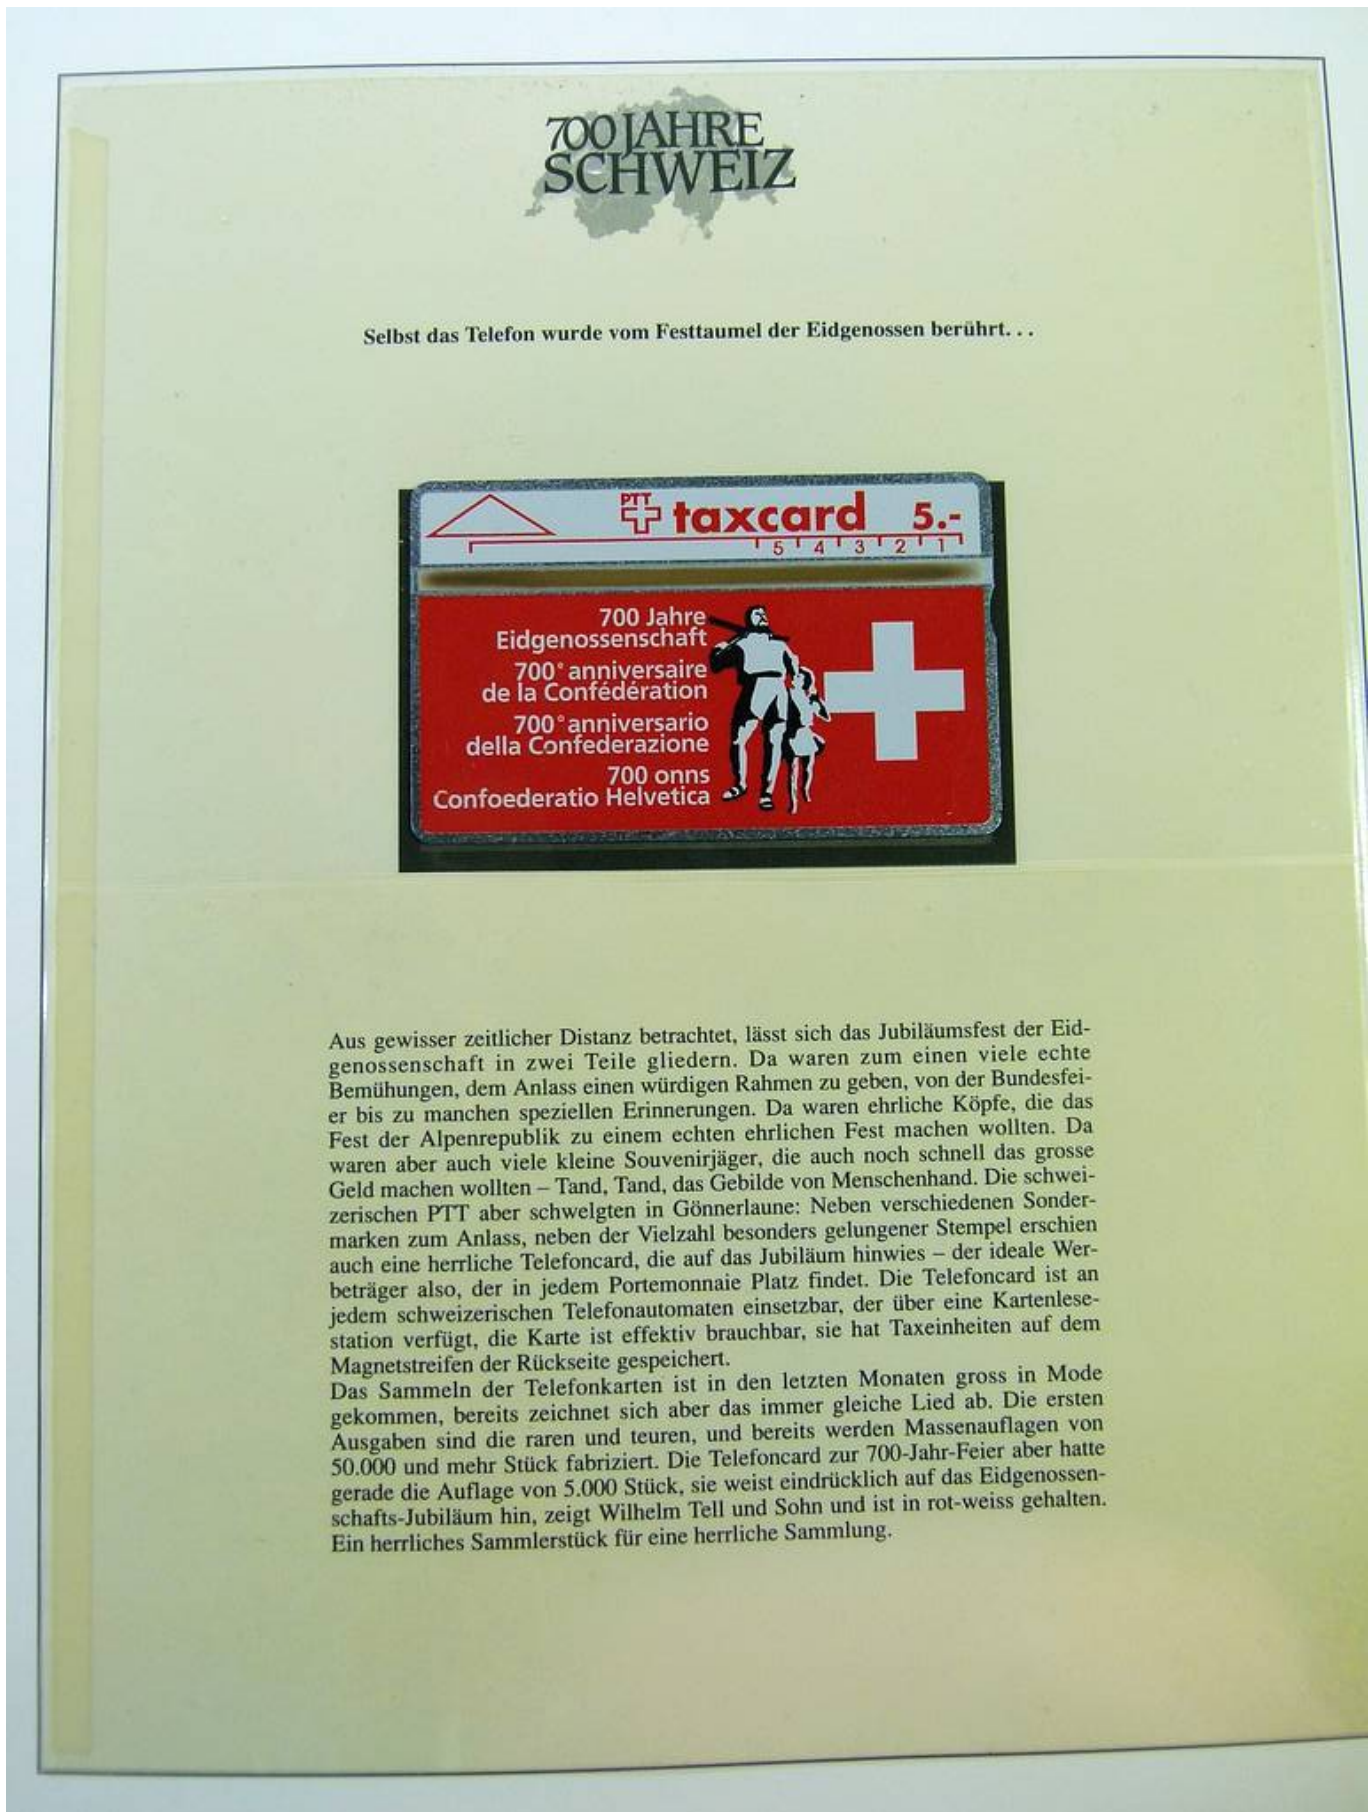 700 JAHRE
SCHWEIZ
Selbst das Telefon wurde vom Festtaumel der Eidgenossen berührt. . .
PTT taxcard 5.-
5 4 3 2 1
700 Jahre
Eidgenossenschaft
700° anniversaire
de la Confédération
700° anniversario
della Confederazione
700 onns
Confoederatio Helvetica
Aus gewisser zeitlicher Distanz betrachtet, lässt sich das Jubiläumsfest der Eid-
genossenschaft in zwei Teile gliedern. Da waren zum einen viele echte
Bemühungen, dem Anlass einen würdigen Rahmen zu geben, von der Bundesfei-
er bis zu manchen speziellen Erinnerungen. Da waren ehrliche Köpfe, die das
Fest der Alpenrepublik zu einem echten ehrlichen Fest machen wollten. Da
waren aber auch viele kleine Souvenirjäger, die auch noch schnell das grosse
Geld machen wollten – Tand, Tand, das Gebilde von Menschenhand. Die schwei-
zerischen PTT aber schwelgten in Gönnerlaune: Neben verschiedenen Sonder-
marken zum Anlass, neben der Vielzahl besonders gelungener Stempel erschien
auch eine herrliche Telefoncard, die auf das Jubiläum hinwies – der ideale Wer-
beträger also, der in jedem Portemonnaie Platz findet. Die Telefoncard ist an
jedem schweizerischen Telefonautomaten einsetzbar, der über eine Kartenlese-
station verfügt, die Karte ist effektiv brauchbar, sie hat Taxeinheiten auf dem
Magnetstreifen der Rückseite gespeichert.
Das Sammeln der Telefonkarten ist in den letzten Monaten gross in Mode
gekommen, bereits zeichnet sich aber das immer gleiche Lied ab. Die ersten
Ausgaben sind die raren und teuren, und bereits werden Massenauflagen von
50.000 und mehr Stück fabriziert. Die Telefoncard zur 700-Jahr-Feier aber hatte
gerade die Auflage von 5.000 Stück, sie weist eindrücklich auf das Eidgenossen-
schafts-Jubiläum hin, zeigt Wilhelm Tell und Sohn und ist in rot-weiss gehalten.
Ein herrliches Sammlerstück für eine herrliche Sammlung.